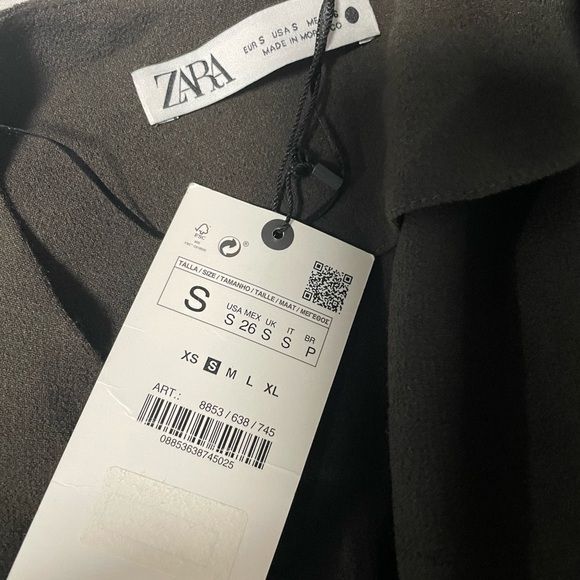 ZARA
EUR S USA S
MADE IN
FSC
TALLA / SIZE / TAMANHO / TAILLE / MAAT / ΜΕΓΕΘΟΣ
S
USA MEX UK IT BR
S 26 S S P
XS S M L XL
ART.: 8853 / 638 / 745
08853638745025